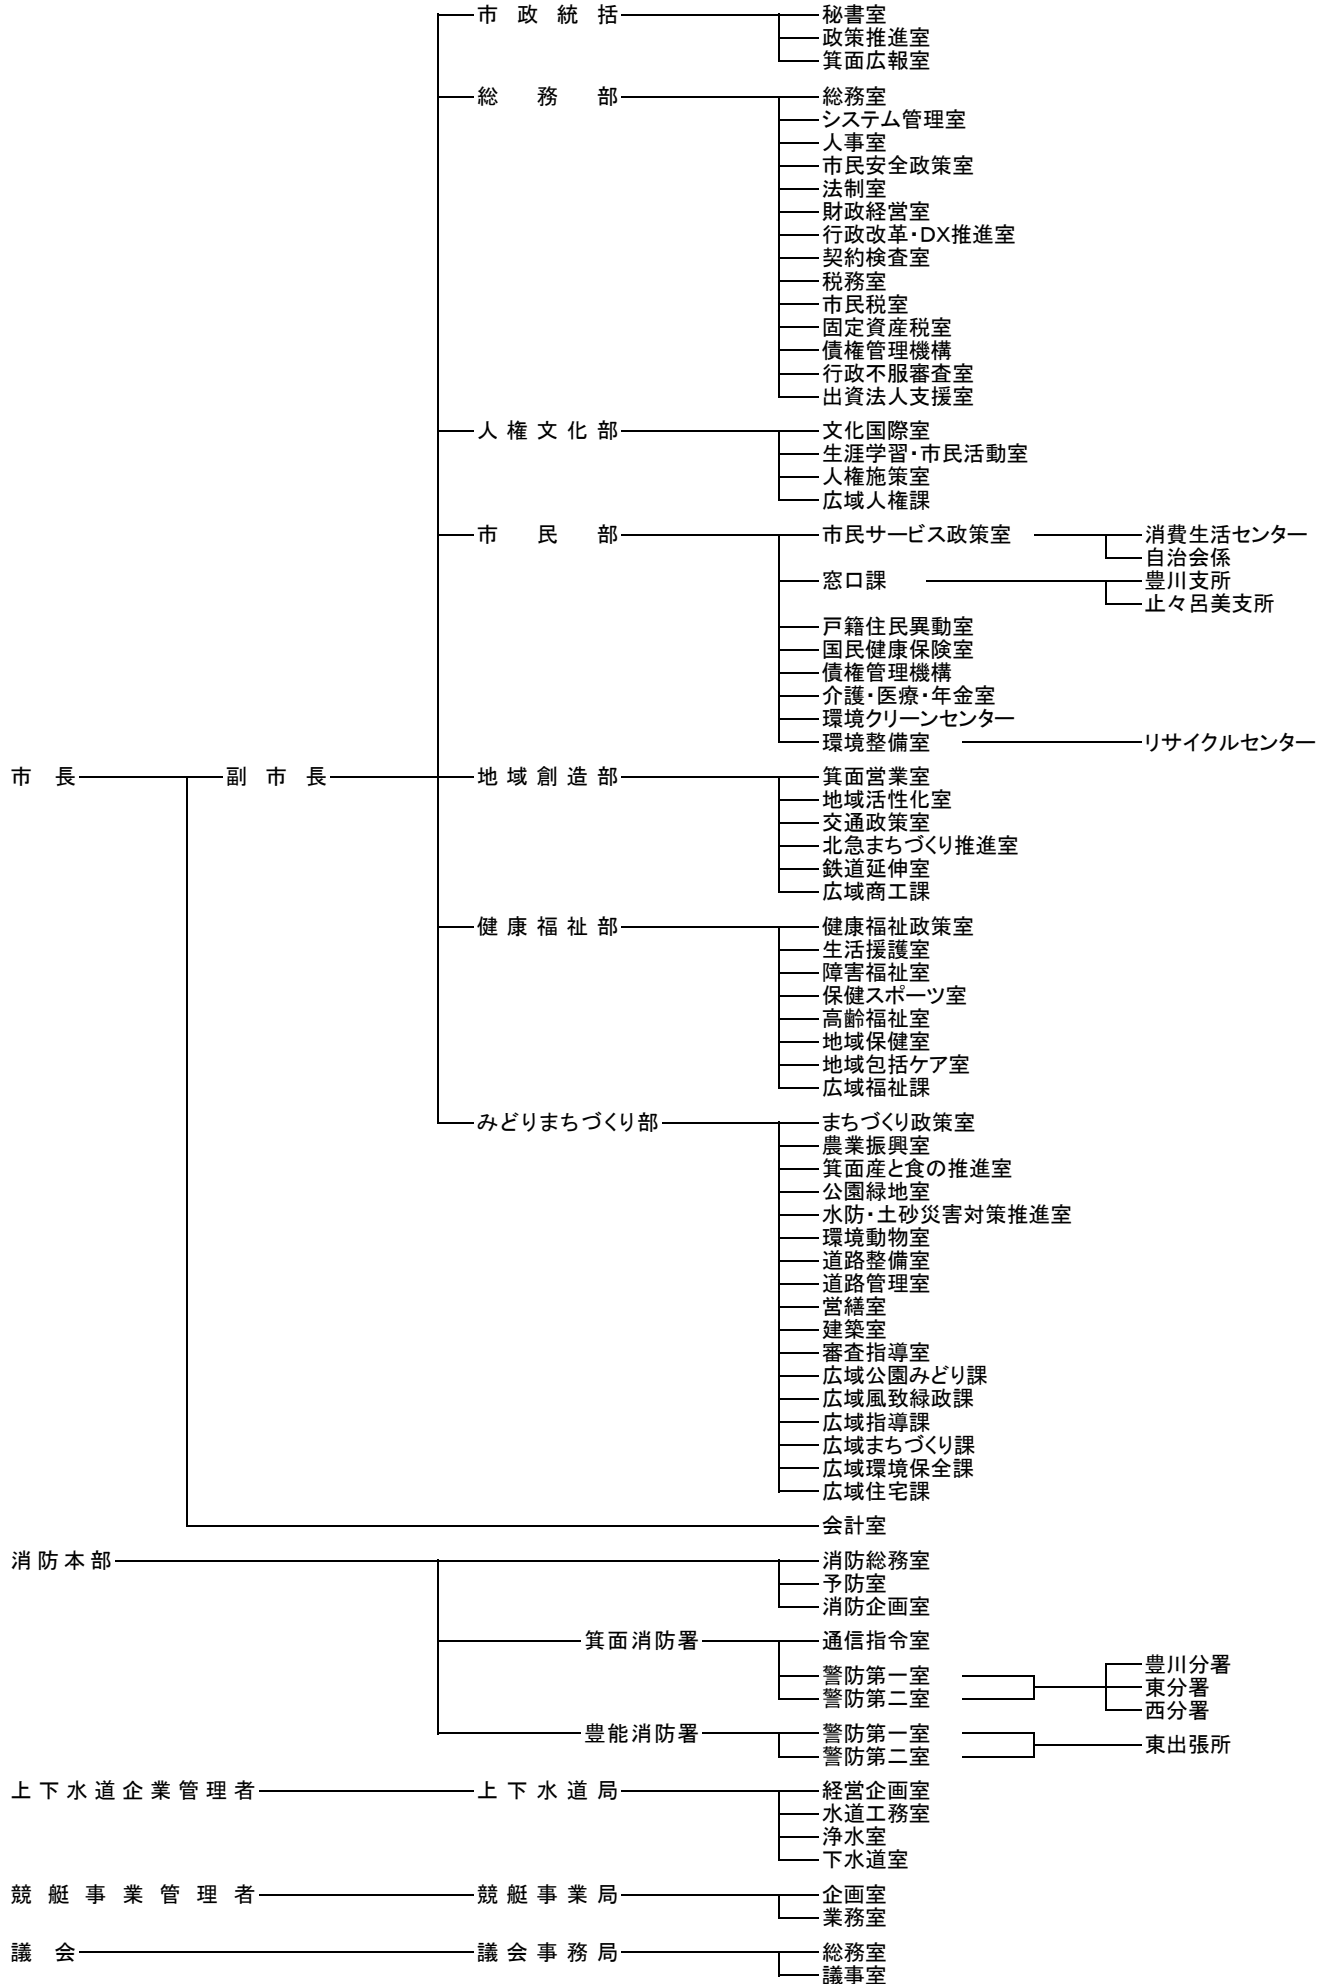 市政統括 秘書室
政策推進室
箕面広報室
総務部 総務室
システム管理室
人事室
市民安全政策室
法制室
財政経営室
行政改革・DX推進室
契約検査室
税務室
市民税室
固定資産税室
債権管理機構
行政不服審査室
出資法人支援室
人権文化部 文化国際室
生涯学習・市民活動室
人権施策室
広域人権課
市民部 市民サービス政策室 消費生活センター
自治会係
窓口課 豊川支所
止々呂美支所
戸籍住民異動室
国民健康保険室
債権管理機構
介護・医療・年金室
環境クリーンセンター
環境整備室 リサイクルセンター
市長 副市長 地域創造部 箕面営業室
地域活性化室
交通政策室
北急まちづくり推進室
鉄道延伸室
広域商工課
健康福祉部 健康福祉政策室
生活援護室
障害福祉室
保健スポーツ室
高齢福祉室
地域保健室
地域包括ケア室
広域福祉課
みどりまちづくり部 まちづくり政策室
農業振興室
箕面産と食の推進室
公園緑地室
水防・土砂災害対策推進室
環境動物室
道路整備室
道路管理室
営繕室
建築室
審査指導室
広域公園みどり課
広域風致緑政課
広域指導課
広域まちづくり課
広域環境保全課
広域住宅課
会計室
消防本部 消防総務室
予防室
消防企画室
箕面消防署 通信指令室
豊川分署
警防第一室
東分署
警防第二室
西分署
豊能消防署 警防第一室
東出張所
警防第二室
上下水道企業管理者 上下水道局 経営企画室
水道工務室
浄水室
下水道室
競艇事業管理者 競艇事業局 企画室
業務室
議会 議会事務局 総務室
議事室